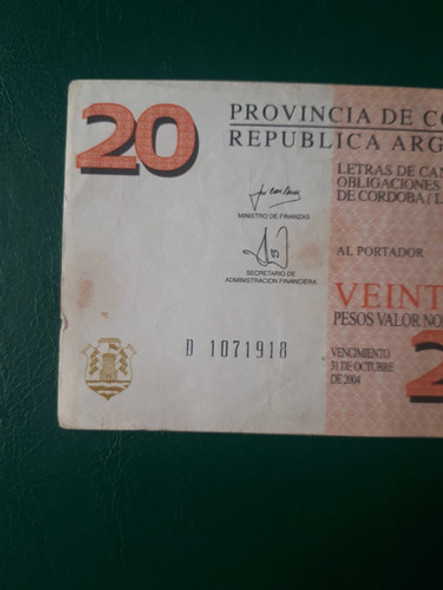 20
PROVINCIA DE CO
REPUBLICA ARG
LETRAS DE CAN
OBLIGACIONES
DE CORDOBA (L
MINISTRO DE FINANZAS
SECRETARIO DE
ADMINISTRACION FINANCIERA
AL PORTADOR
VEINT
PESOS VALOR NO
D 1071918
VENCIMIENTO
31 DE OCTUBRE
DE 2004
2